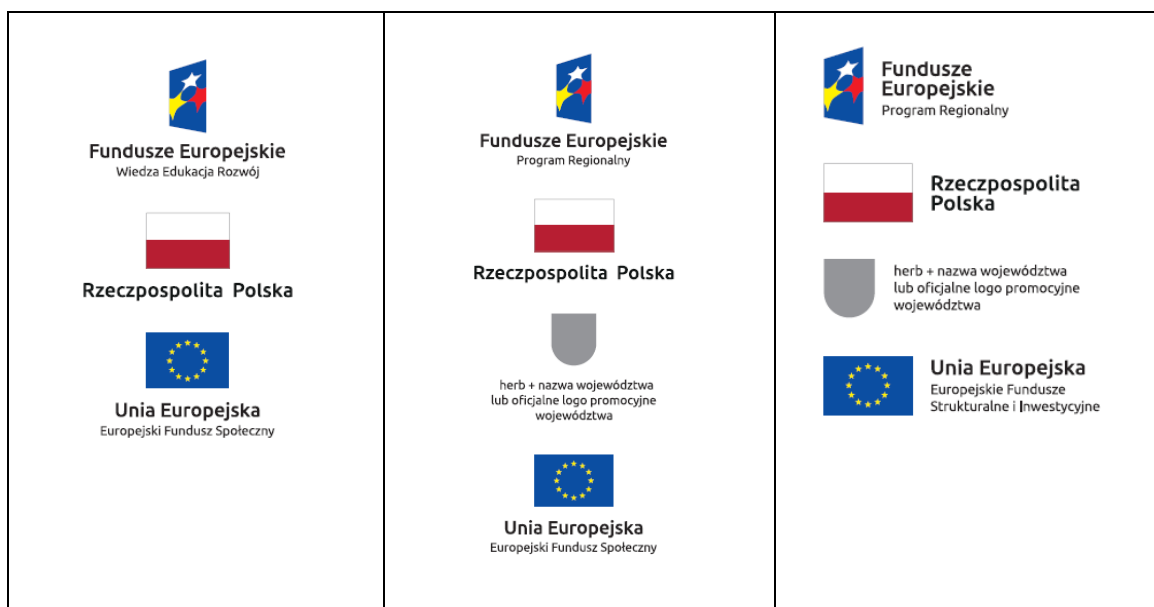 Fundusze Europejskie
Wiedza Edukacja Rozwój
Rzeczpospolita Polska
Unia Europejska
Europejski Fundusz Społeczny
Fundusze Europejskie
Program Regionalny
Rzeczpospolita Polska
herb + nazwa województwa
lub oficjalne logo promocyjne
województwa
Unia Europejska
Europejski Fundusz Społeczny
Fundusze
Europejskie
Program Regionalny
Rzeczpospolita
Polska
herb + nazwa województwa
lub oficjalne logo promocyjne
województwa
Unia Europejska
Europejskie Fundusze
Strukturalne i Inwestycyjne